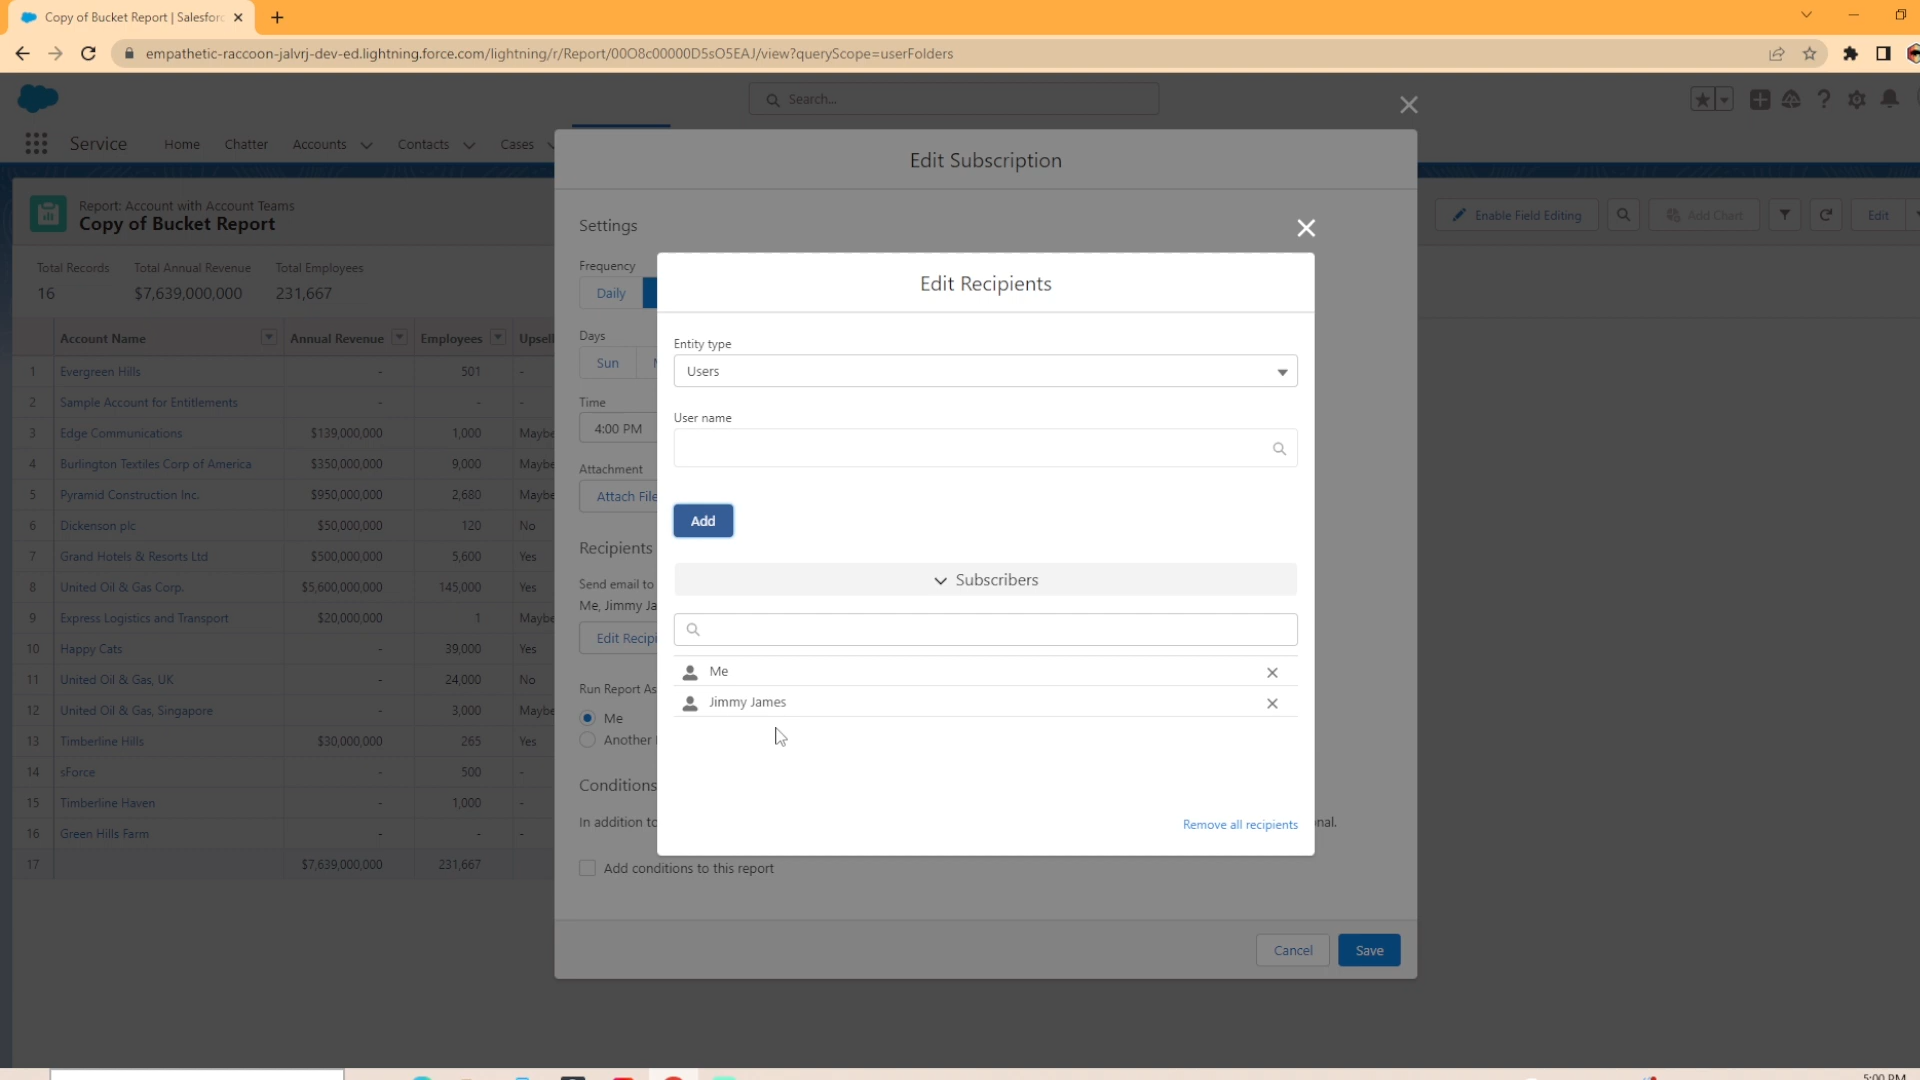 Copy of Bucket Report | Salesforc
empathetic-raccoon-jalvrj-dev-ed.lightning.force.com/lightning/r/Report/00O8c00000D5sO5EAJ/view?queryScope=userFolders
Search...
Service Home Chatter Accounts Contacts Cases
Report: Account with Account Teams
Copy of Bucket Report
Enable Field Editing Add Chart Edit
Total Records Total Annual Revenue Total Employees
16 $7,639,000,000 231,667
Account Name Annual Revenue Employees Upsell
1 Evergreen Hills - 501 -
2 Sample Account for Entitlements - - -
3 Edge Communications $139,000,000 1,000 Maybe
4 Burlington Textiles Corp of America $350,000,000 9,000 Maybe
5 Pyramid Construction Inc. $950,000,000 2,680 Maybe
6 Dickenson plc $50,000,000 120 No
7 Grand Hotels & Resorts Ltd $500,000,000 5,600 Yes
8 United Oil & Gas Corp. $5,600,000,000 145,000 Yes
9 Express Logistics and Transport $20,000,000 1 Maybe
10 Happy Cats - 39,000 Yes
11 United Oil & Gas, UK - 24,000 No
12 United Oil & Gas, Singapore - 3,000 Maybe
13 Timberline Hills $30,000,000 265 Yes
14 sForce - 500 -
15 Timberline Haven - 1,000 -
16 Green Hills Farm - - -
17 $7,639,000,000 231,667
Edit Subscription
Settings
Frequency
Daily
Days
Sun
Time
4:00 PM
Attachment
Attach File
Recipients
Send email to
Me, Jimmy Ja
Edit Recipi
Run Report As
Me
Another
Conditions
In addition to
nal.
Add conditions to this report
Cancel Save
Edit Recipients
Entity type
Users
User name
Add
Subscribers
Me
Jimmy James
Remove all recipients
5:00 PM